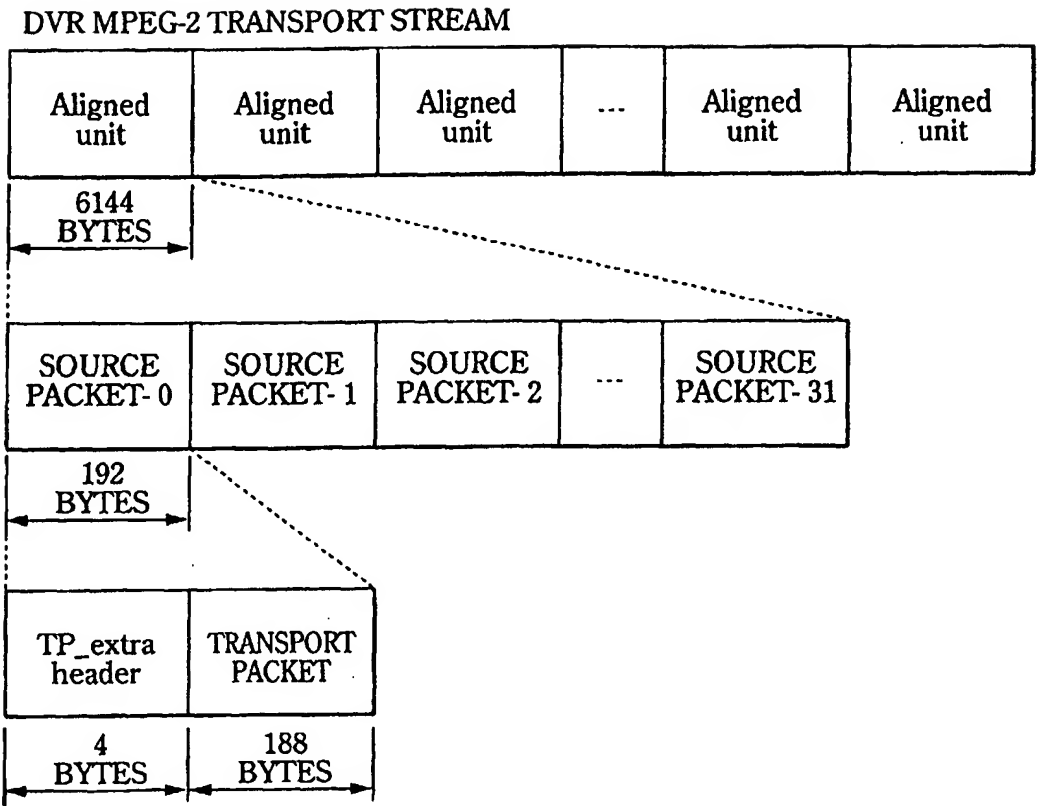 DVR MPEG-2 TRANSPORT STREAM
Aligned unit
Aligned unit
Aligned unit
---
Aligned unit
Aligned unit
6144 BYTES
SOURCE PACKET- 0
SOURCE PACKET- 1
SOURCE PACKET- 2
---
SOURCE PACKET- 31
192 BYTES
TP_extra header
TRANSPORT PACKET
4 BYTES
188 BYTES